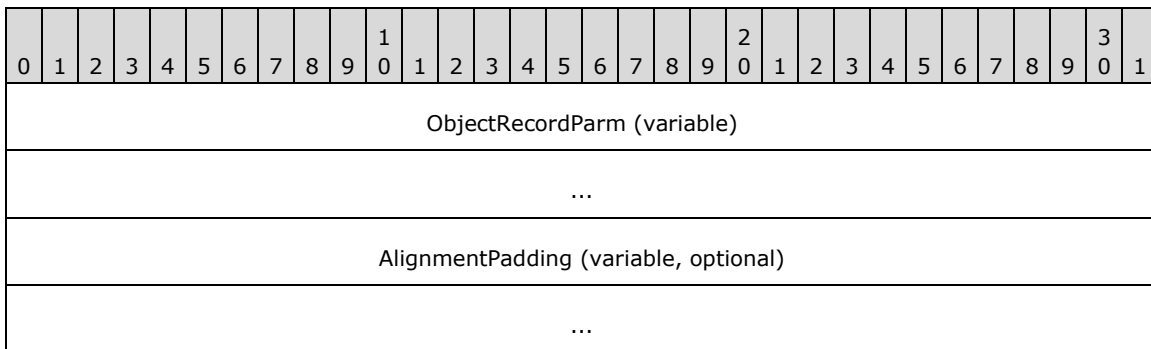 1 2 3
0 1 2 3 4 5 6 7 8 9 0 1 2 3 4 5 6 7 8 9 0 1 2 3 4 5 6 7 8 9 0 1
ObjectRecordParm (variable)
...
AlignmentPadding (variable, optional)
...